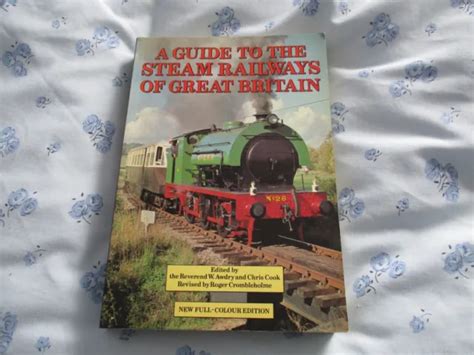 A GUIDE TO THE
STEAM RAILWAYS
OF GREAT BRITAIN
No 26
Edited by
the Reverend W. Awdry and Chris Cook
Revised by Roger Crombleholme
NEW FULL-COLOUR EDITION